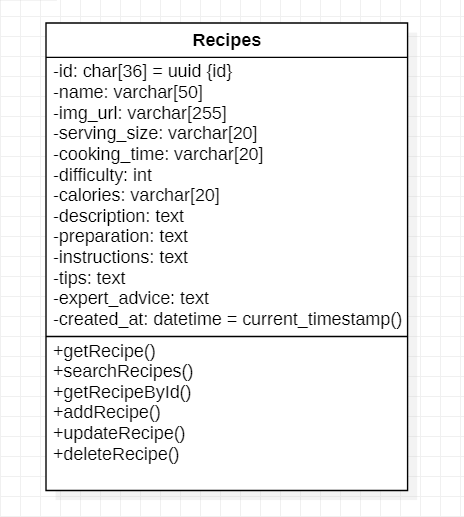 Recipes
-id: char[36] = uuid {id}
-name: varchar[50]
-img_url: varchar[255]
-serving_size: varchar[20]
-cooking_time: varchar[20]
-difficulty: int
-calories: varchar[20]
-description: text
-preparation: text
-instructions: text
-tips: text
-expert_advice: text
-created_at: datetime = current_timestamp()
+getRecipe()
+searchRecipes()
+getRecipeById()
+addRecipe()
+updateRecipe()
+deleteRecipe()